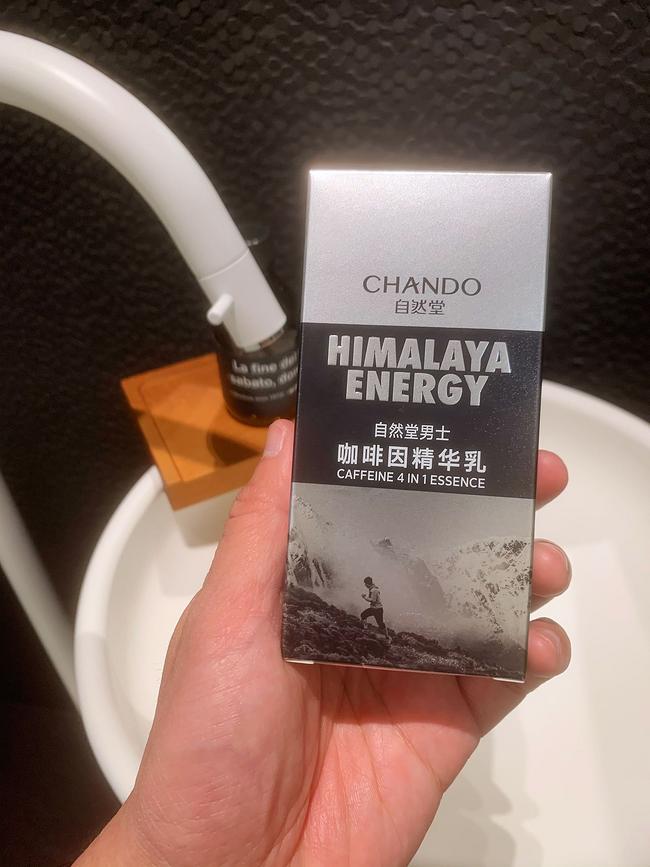 CHANDO
自然堂
HIMALAYA
ENERGY
自然堂男士
咖啡因精华乳
CAFFEINE 4 IN 1 ESSENCE
La fine del
sabato,